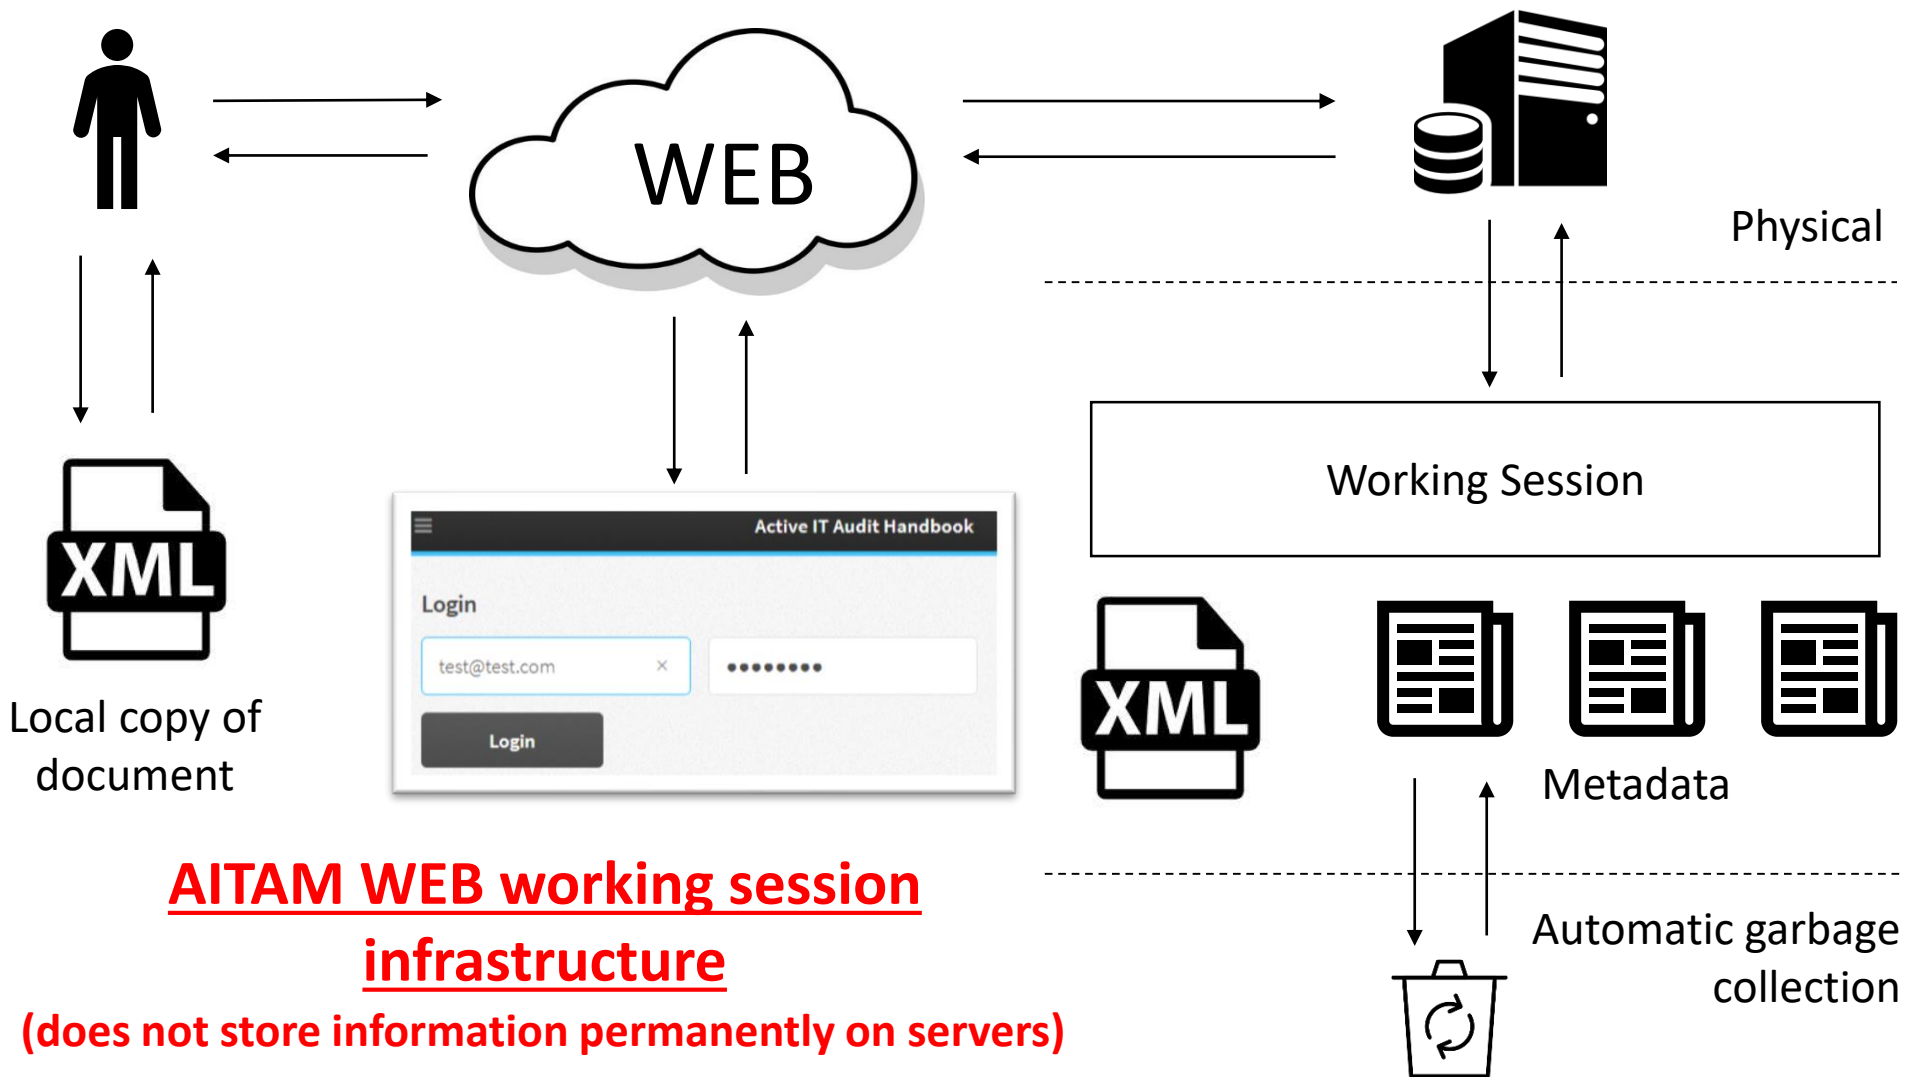 WEB
Physical
Working Session
XML
Local copy of
document
Active IT Audit Handbook
Login
test@test.com
×
••••••••
Login
XML
Metadata
AITAM WEB working session
infrastructure
(does not store information permanently on servers)
Automatic garbage
collection